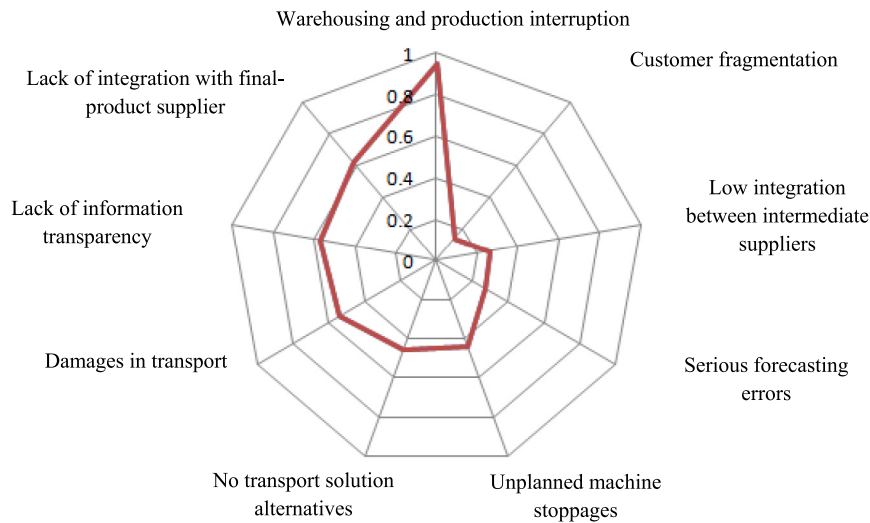 Warehousing and production interruption
Customer fragmentation
Low integration
between intermediate
suppliers
Serious forecasting
errors
Unplanned machine
stoppages
No transport solution
alternatives
Damages in transport
Lack of information
transparency
Lack of integration with final-
product supplier
1
0.8
0.6
0.4
0.2
0